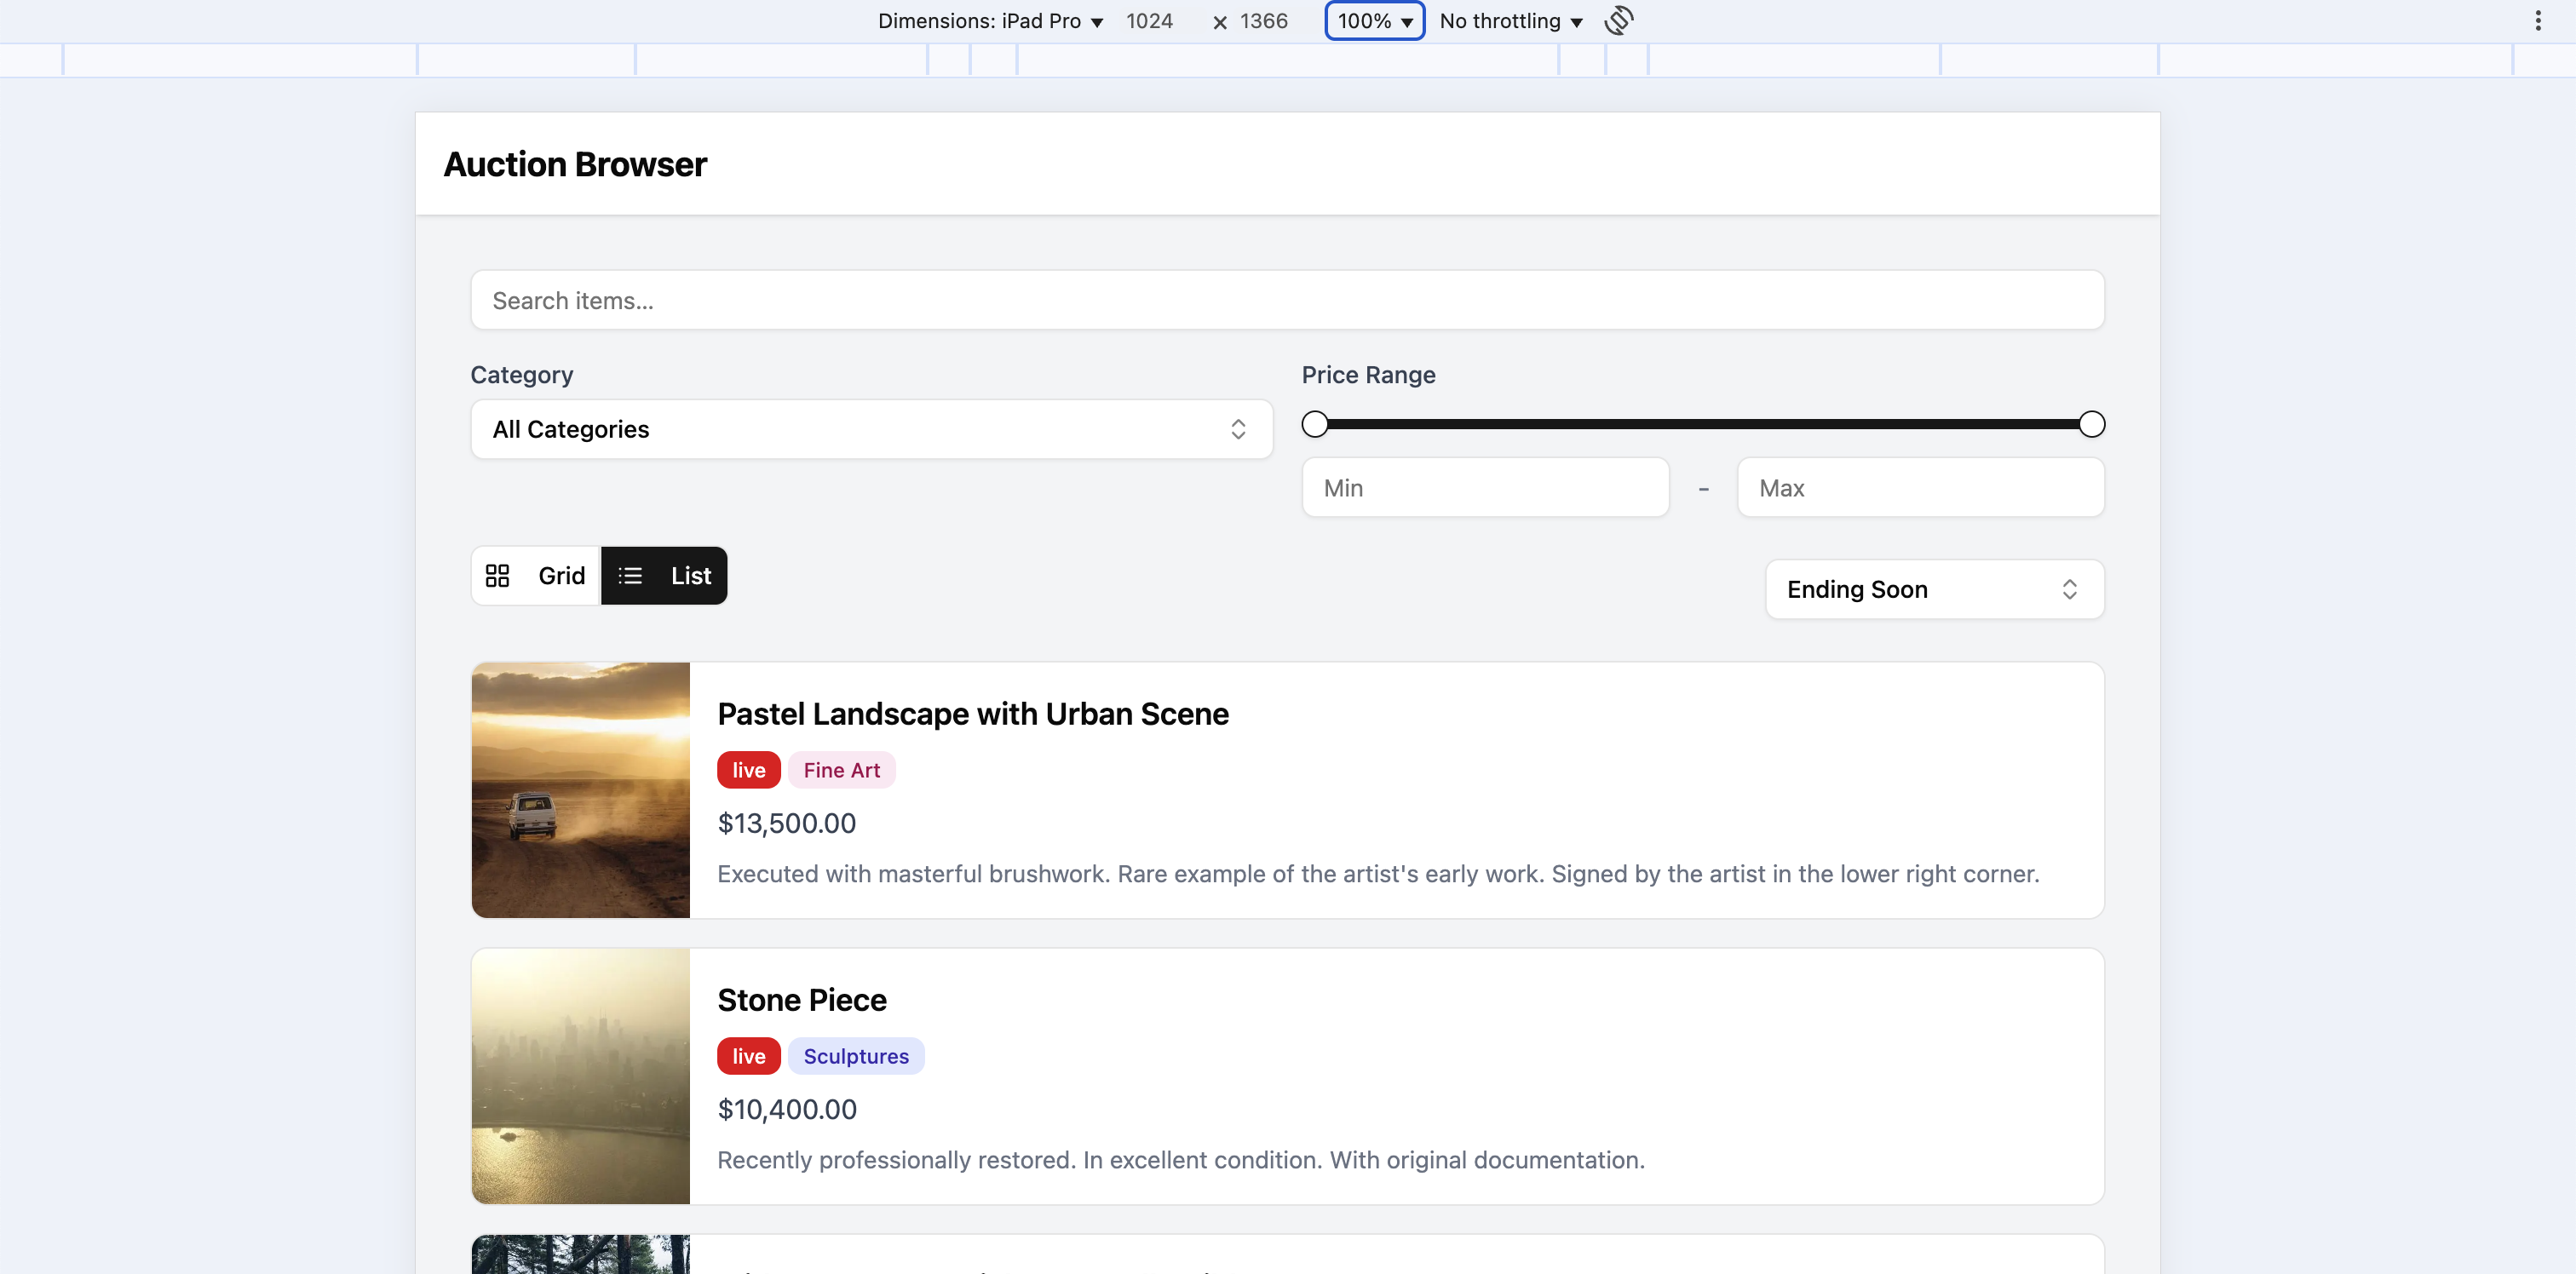 Dimensions: iPad Pro ▼ 1024 × 1366 100% ▼ No throttling ▼
Auction Browser
Search items...
Category
Price Range
All Categories
Min - Max
Grid List
Ending Soon
Pastel Landscape with Urban Scene
live Fine Art
$13,500.00
Executed with masterful brushwork. Rare example of the artist's early work. Signed by the artist in the lower right corner.
Stone Piece
live Sculptures
$10,400.00
Recently professionally restored. In excellent condition. With original documentation.